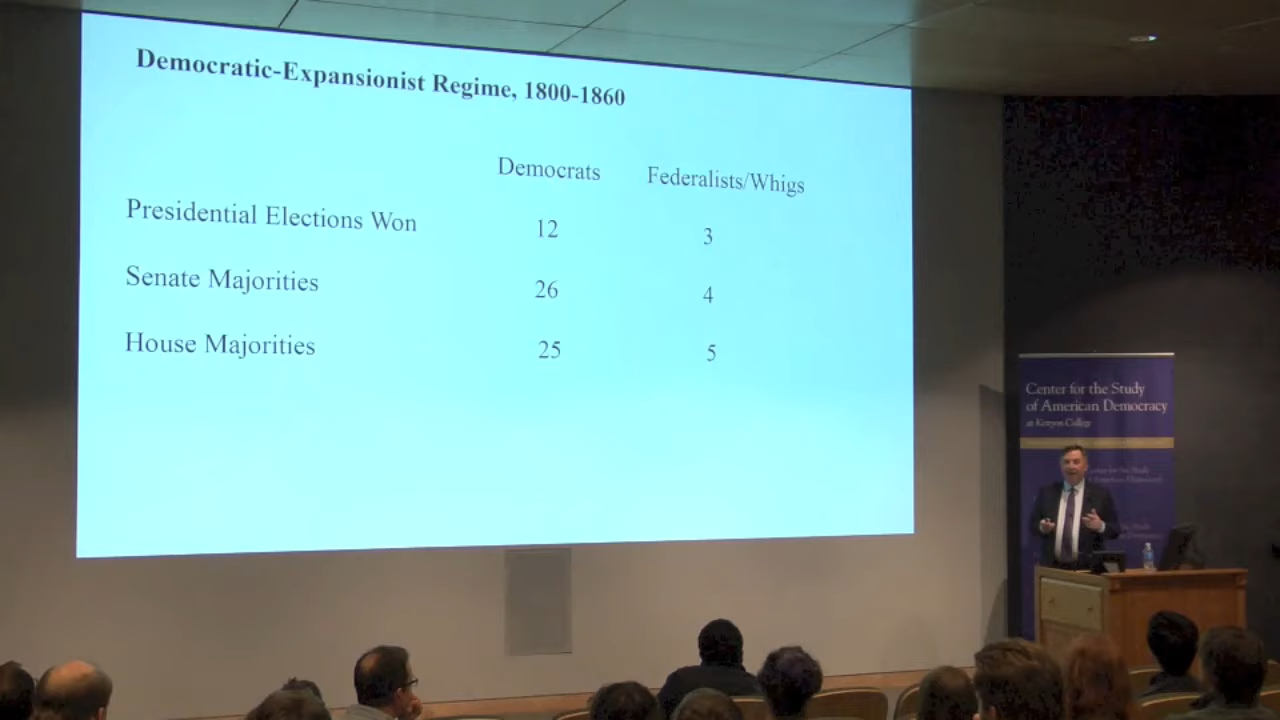 Democratic-Expansionist Regime, 1800-1860
Democrats Federalists/Whigs
Presidential Elections Won 12 3
Senate Majorities 26 4
House Majorities 25 5
Center for the Study
of American Democracy
at Kenyon College